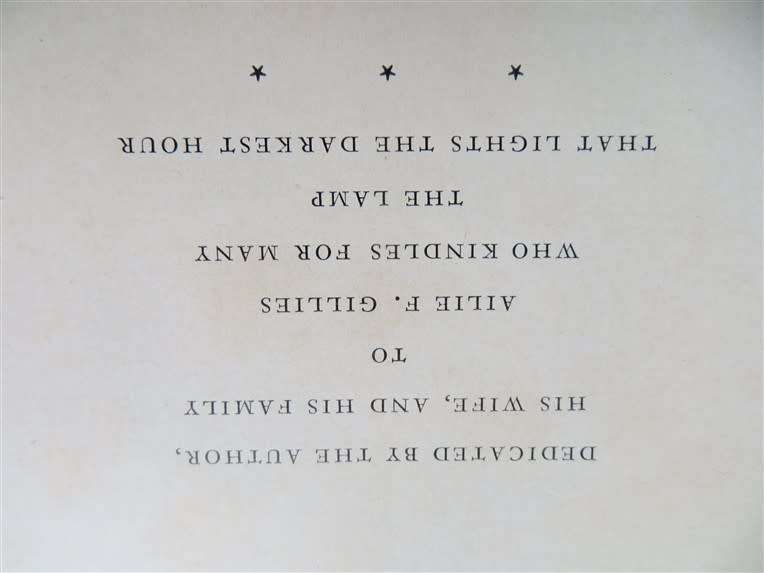 DEDICATED BY THE AUTHOR,
HIS WIFE, AND HIS FAMILY
TO
AILIE F. GILLIES
WHO KINDLES FOR MANY
THE LAMP
THAT LIGHTS THE DARKEST HOUR